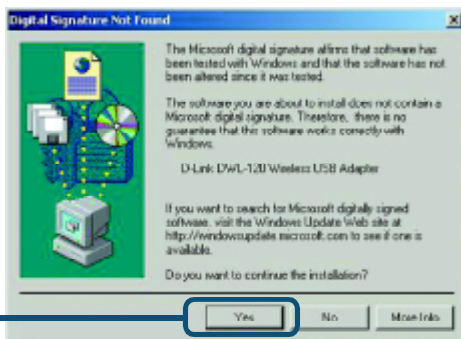 Digital Signature Not Found
The Microsoft digital signature affirms that software has
been tested with Windows and that the software has not
been altered since it was tested.
The software you are about to install does not contain a
Microsoft digital signature. Therefore, there is no
guarantee that this software works correctly with
Windows.
D-Link DWL-120 Wireless USB Adapter
If you want to search for Microsoft digitally signed
software, visit the Windows Update Web site at
http://windowsupdate.microsoft.com to see if one is
available.
Do you want to continue the installation?
Yes No More Info